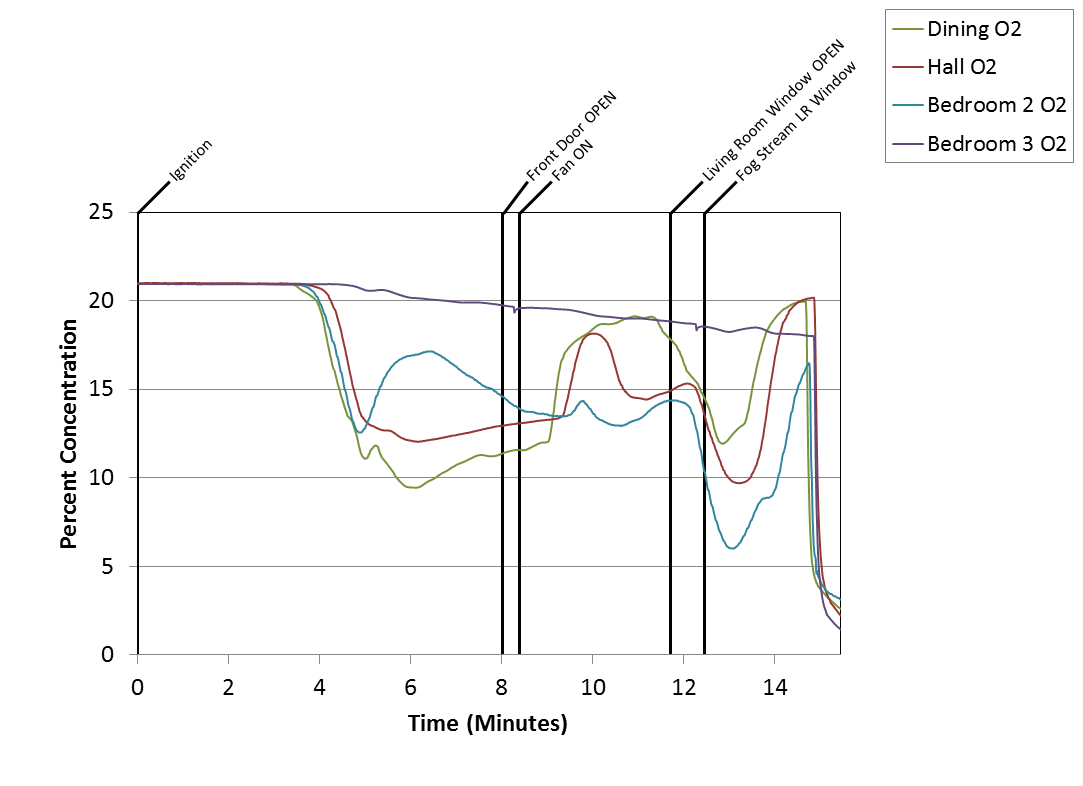 Dining O2
Hall O2
Bedroom 2 O2
Bedroom 3 O2
Ignition
Front Door OPEN
Fan ON
Living Room Window OPEN
Fog Stream LR Window
25
20
15
10
5
0
Percent Concentration
0 2 4 6 8 10 12 14
Time (Minutes)